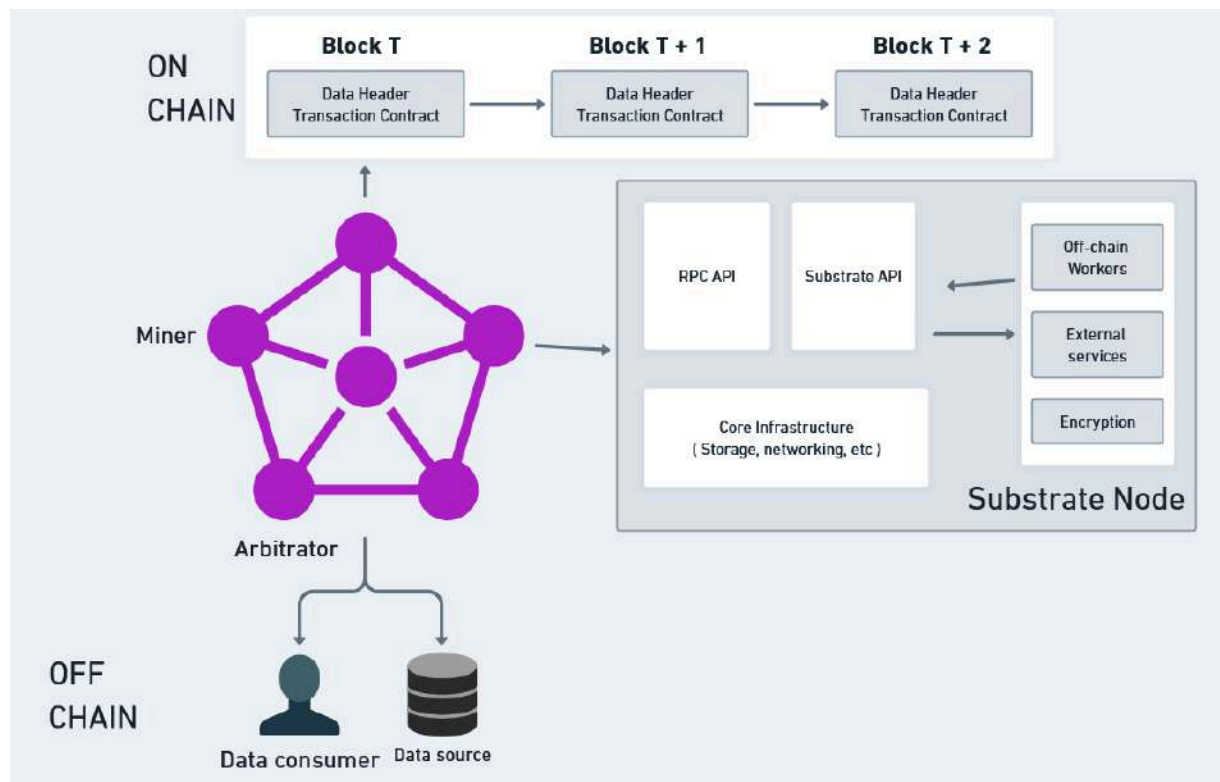 ON
CHAIN
Block T
Block T + 1
Block T + 2
Data Header
Transaction Contract
Data Header
Transaction Contract
Data Header
Transaction Contract
Miner
Arbitrator
RPC API
Substrate API
Off-chain
Workers
External
services
Encryption
Core Infrastructure
( Storage, networking, etc )
Substrate Node
OFF
CHAIN
Data consumer
Data source